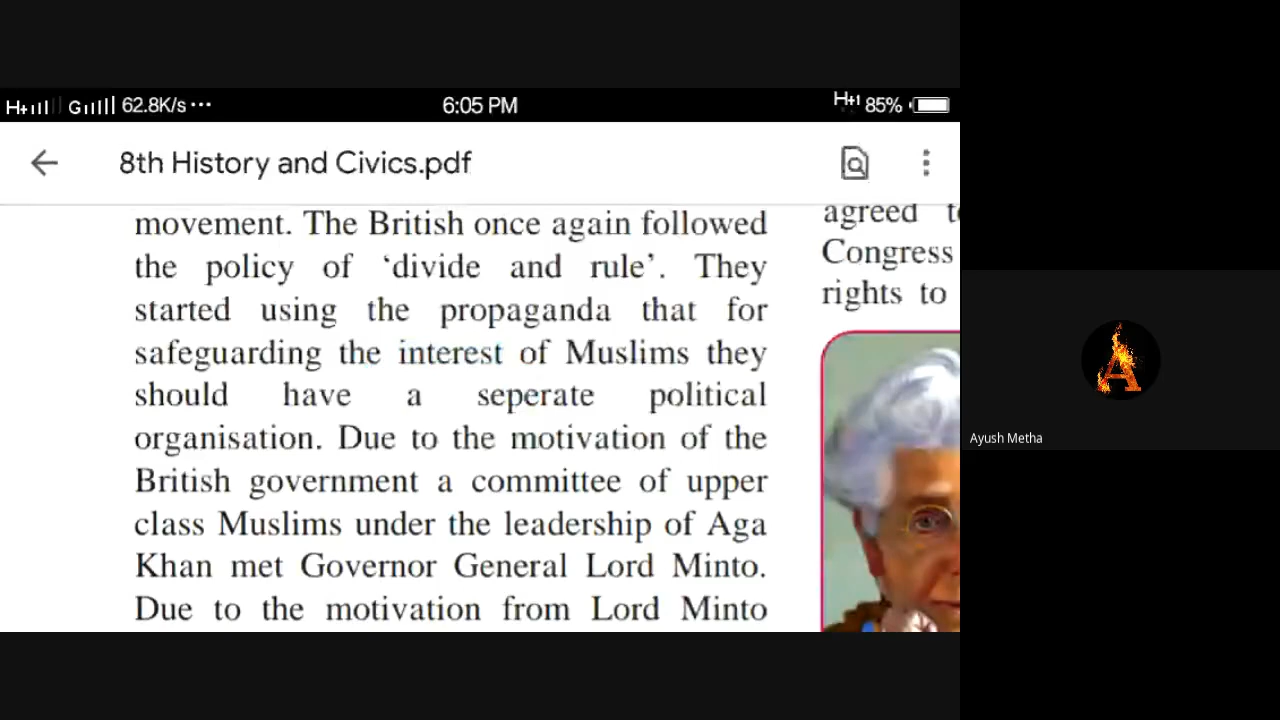 62.8K/s ...
6:05 PM
H+ 85%
8th History and Civics.pdf
movement. The British once again followed
the policy of ‘divide and rule’. They
started using the propaganda that for
safeguarding the interest of Muslims they
should have a seperate political
organisation. Due to the motivation of the
British government a committee of upper
class Muslims under the leadership of Aga
Khan met Governor General Lord Minto.
Due to the motivation from Lord Minto
agreed
Congress
rights to
A
Ayush Metha